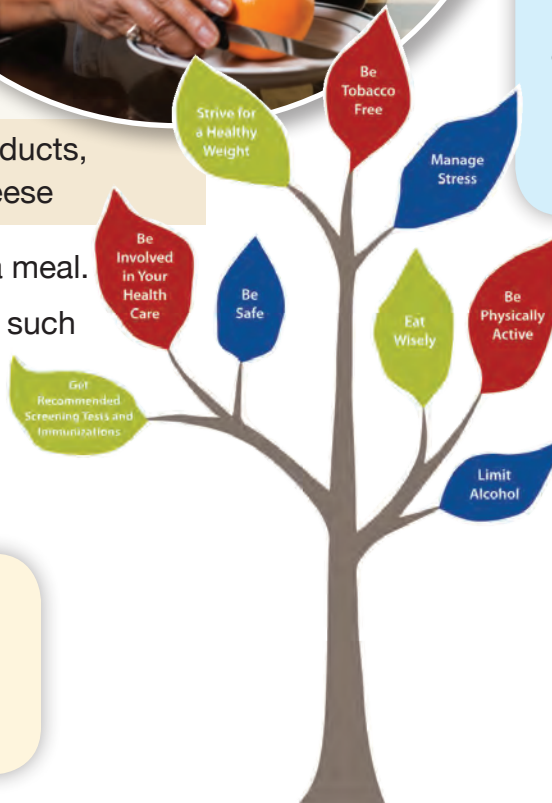 ducts,
eese
a meal.
such
Strive for
a Healthy
Weight
Be
Tobacco
Free
Manage
Stress
Be
Involved
in Your
Health
Care
Be
Safe
Eat
Wisely
Be
Physically
Active
Get
Recommended
Screening Tests and
Immunizations
Limit
Alcohol